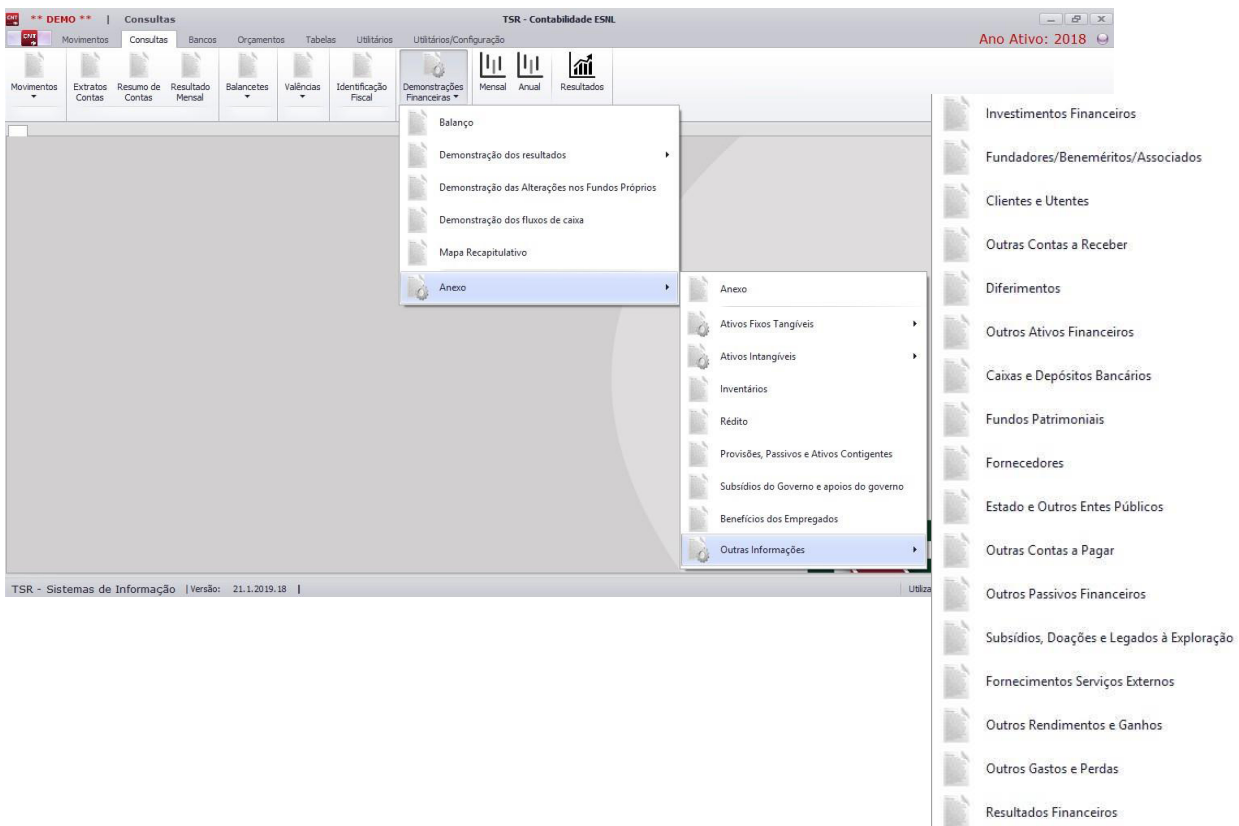 CNT ** DEMO ** | Consultas TSR - Contabilidade ESNL
CNT Movimentos Consultas Bancos Orçamentos Tabelas Utilitários Utilitários/Configuração Ano Ativo: 2018
Movimentos
Extratos Contas
Resumo de Contas
Resultado Mensal
Balancetes
Valências
Identificação Fiscal
Demonstrações Financeiras
Mensal
Anual
Resultados
Balanço
Demonstração dos resultados
Demonstração das Alterações nos Fundos Próprios
Demonstração dos fluxos de caixa
Mapa Recapitulativo
Anexo
Anexo
Ativos Fixos Tangíveis
Ativos Intangíveis
Inventários
Rédito
Provisões, Passivos e Ativos Contigentes
Subsídios do Governo e apoios do governo
Benefícios dos Empregados
Outras Informações
Investimentos Financeiros
Fundadores/Beneméritos/Associados
Clientes e Utentes
Outras Contas a Receber
Diferimentos
Outros Ativos Financeiros
Caixas e Depósitos Bancários
Fundos Patrimoniais
Fornecedores
Estado e Outros Entes Públicos
Outras Contas a Pagar
Outros Passivos Financeiros
Subsídios, Doações e Legados à Exploração
Fornecimentos Serviços Externos
Outros Rendimentos e Ganhos
Outros Gastos e Perdas
Resultados Financeiros
TSR - Sistemas de Informação | Versão: 21.1.2019.18 | Utiliza